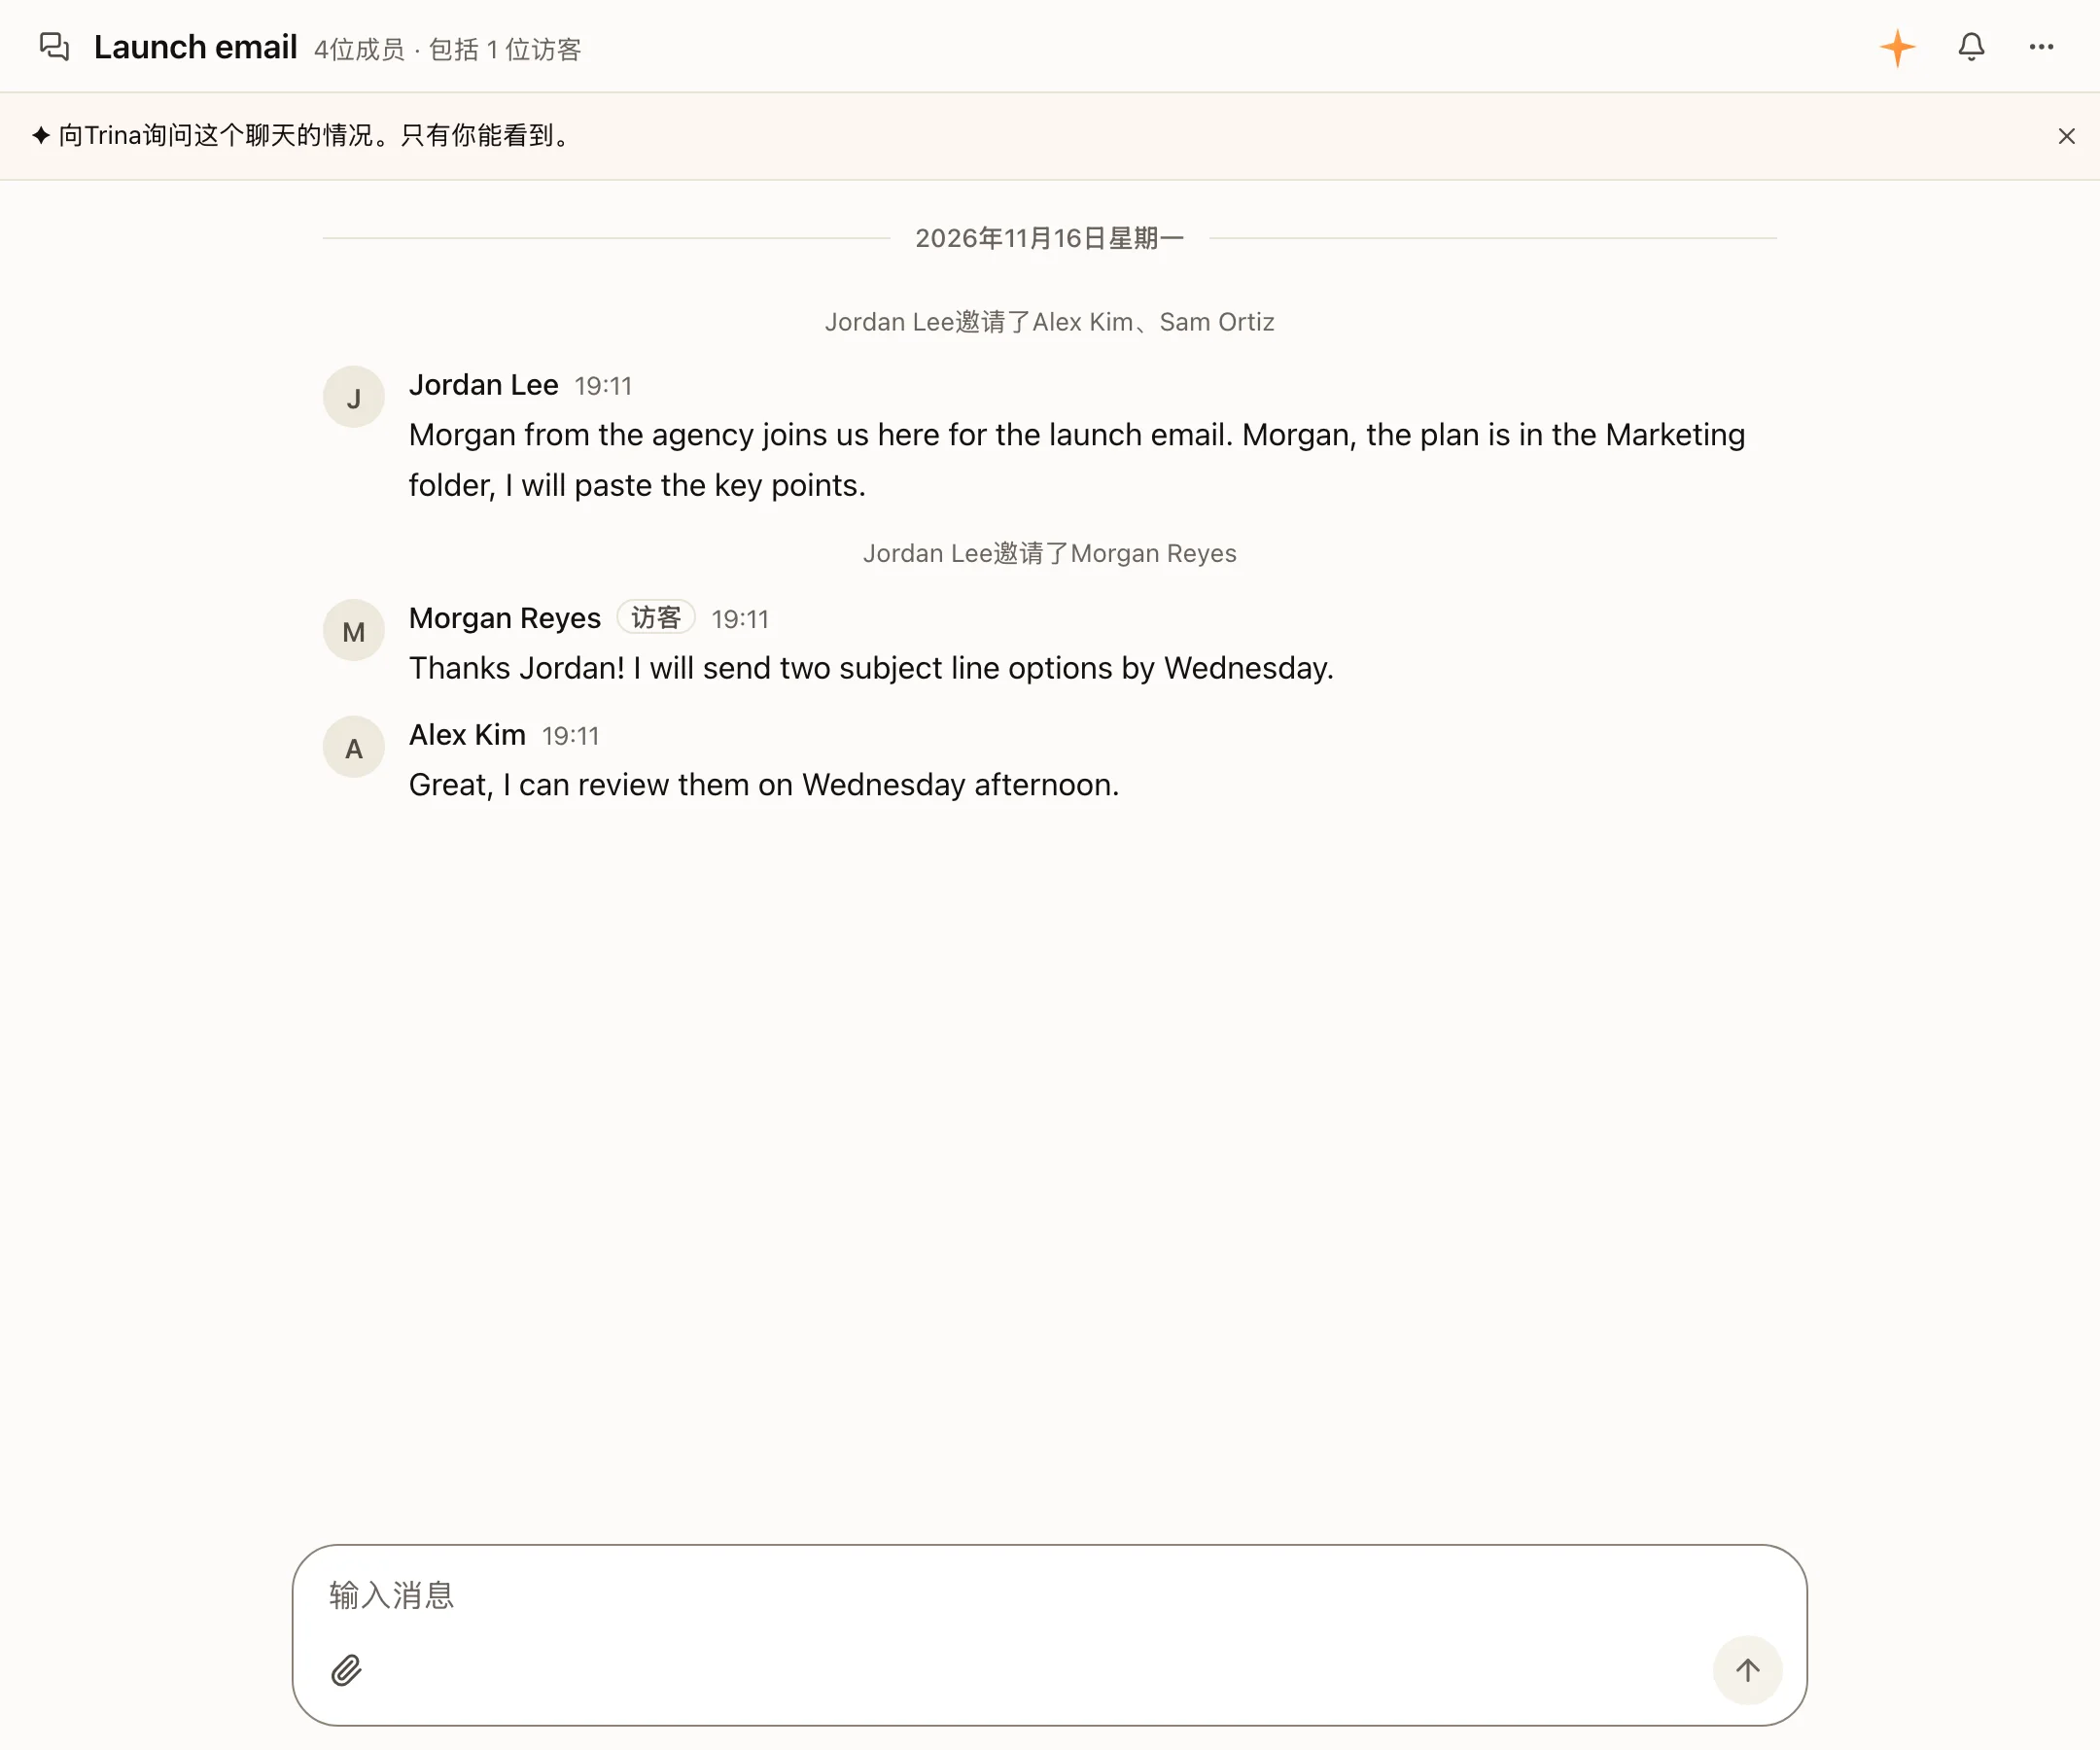 Launch email 4位成员 · 包括 1 位访客
✦ 向Trina询问这个聊天的情况。只有你能看到。
2026年11月16日星期一
Jordan Lee邀请了Alex Kim、Sam Ortiz
J
Jordan Lee 19:11
Morgan from the agency joins us here for the launch email. Morgan, the plan is in the Marketing
folder, I will paste the key points.
Jordan Lee邀请了Morgan Reyes
M
Morgan Reyes 访客 19:11
Thanks Jordan! I will send two subject line options by Wednesday.
A
Alex Kim 19:11
Great, I can review them on Wednesday afternoon.
输入消息